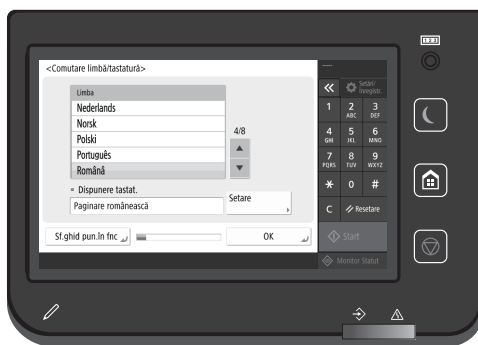 123
<Comutare limbă/tastatură>
Limba
Nederlands
Norsk
Polski
Português
Română
4/8
▫ Dispunere tastat.
Paginare românească
Setare
Sf.ghid pun.în fnc
OK
Setări/
Înregistr.
1
2
ABC
3
DEF
4
GHI
5
JKL
6
MNO
7
PQRS
8
TUV
9
WXYZ
0
#
C
Resetare
Start
Monitor Statut